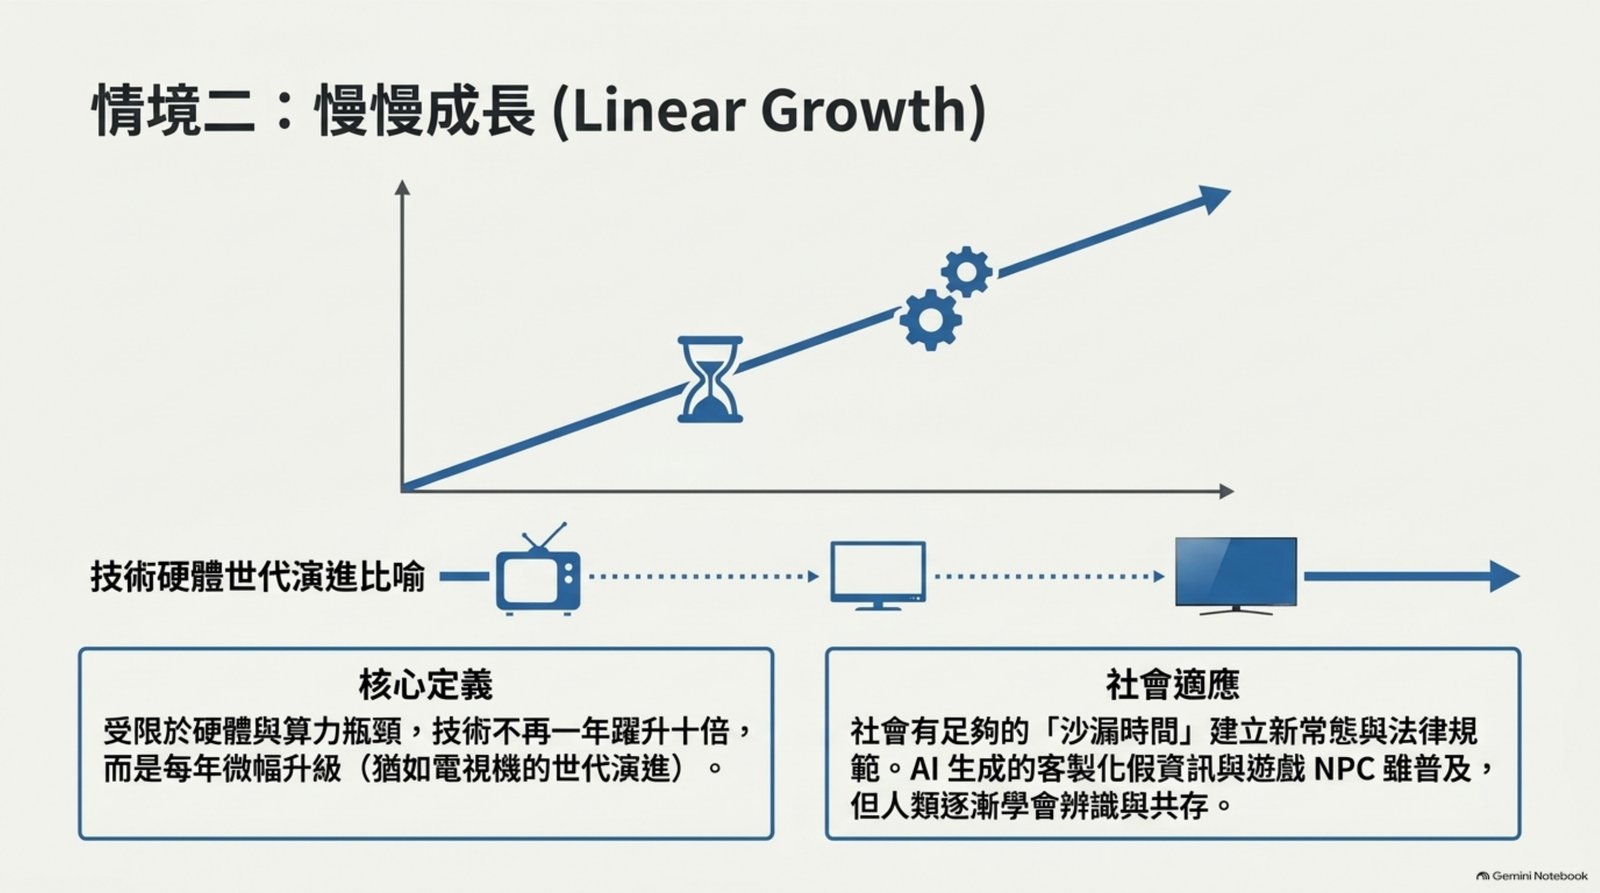 情境二：慢慢成長 (Linear Growth)
技術硬體世代演進比喻
核心定義
受限於硬體與算力瓶頸，技術不再一年躍升十倍，
而是每年微幅升級（猶如電視機的世代演進）。
社會適應
社會有足夠的「沙漏時間」建立新常態與法律規
範。AI 生成的客製化假資訊與遊戲 NPC 雖普及，
但人類逐漸學會辨識與共存。
Gemini Notebook